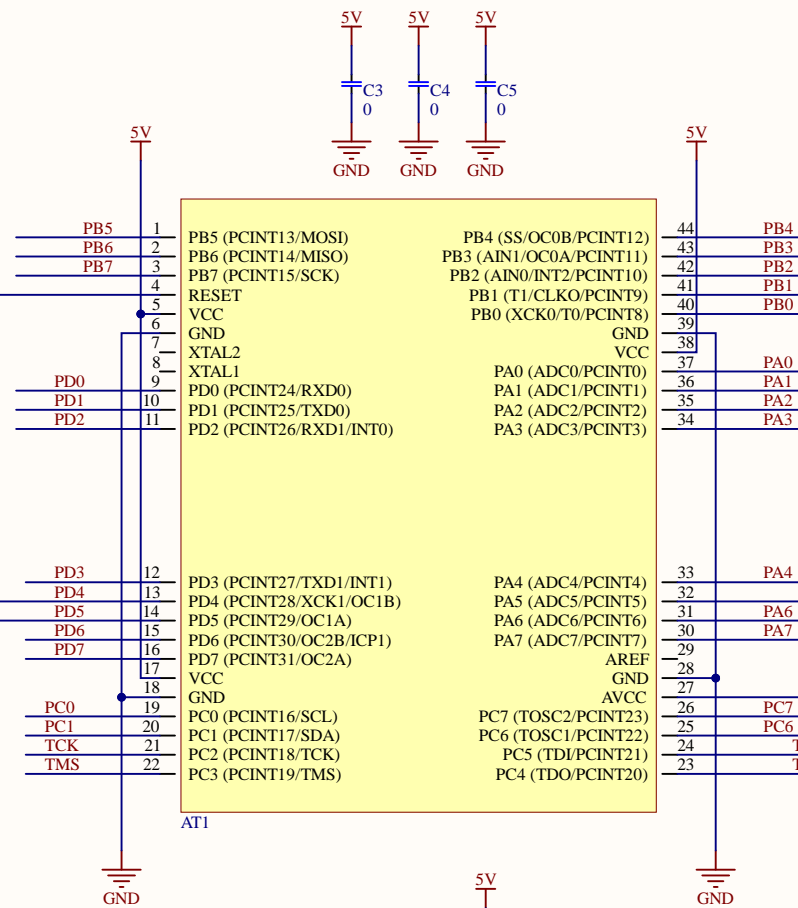 5V 5V 5V
C3 C4 C5
0 0 0
GND GND GND
5V 5V
PB5 1 PB5 (PCINT13/MOSI) PB4 (SS/OC0B/PCINT12) 44 PB4
PB6 2 PB6 (PCINT14/MISO) PB3 (AIN1/OC0A/PCINT11) 43 PB3
PB7 3 PB7 (PCINT15/SCK) PB2 (AIN0/INT2/PCINT10) 42 PB2
4 RESET PB1 (T1/CLKO/PCINT9) 41 PB1
5 VCC PB0 (XCK0/T0/PCINT8) 40 PB0
6 GND GND 39
7 XTAL2 VCC 38
8 XTAL1 PA0 (ADC0/PCINT0) 37 PA0
PD0 9 PD0 (PCINT24/RXD0) PA1 (ADC1/PCINT1) 36 PA1
PD1 10 PD1 (PCINT25/TXD0) PA2 (ADC2/PCINT2) 35 PA2
PD2 11 PD2 (PCINT26/RXD1/INT0) PA3 (ADC3/PCINT3) 34 PA3
PD3 12 PD3 (PCINT27/TXD1/INT1) PA4 (ADC4/PCINT4) 33 PA4
PD4 13 PD4 (PCINT28/XCK1/OC1B) PA5 (ADC5/PCINT5) 32
PD5 14 PD5 (PCINT29/OC1A) PA6 (ADC6/PCINT6) 31 PA6
PD6 15 PD6 (PCINT30/OC2B/ICP1) PA7 (ADC7/PCINT7) 30 PA7
PD7 16 PD7 (PCINT31/OC2A) AREF 29
17 VCC GND 28
18 GND AVCC 27
PC0 19 PC0 (PCINT16/SCL) PC7 (TOSC2/PCINT23) 26 PC7
PC1 20 PC1 (PCINT17/SDA) PC6 (TOSC1/PCINT22) 25 PC6
TCK 21 PC2 (PCINT18/TCK) PC5 (TDI/PCINT21) 24
TMS 22 PC3 (PCINT19/TMS) PC4 (TDO/PCINT20) 23
AT1
5V
GND GND